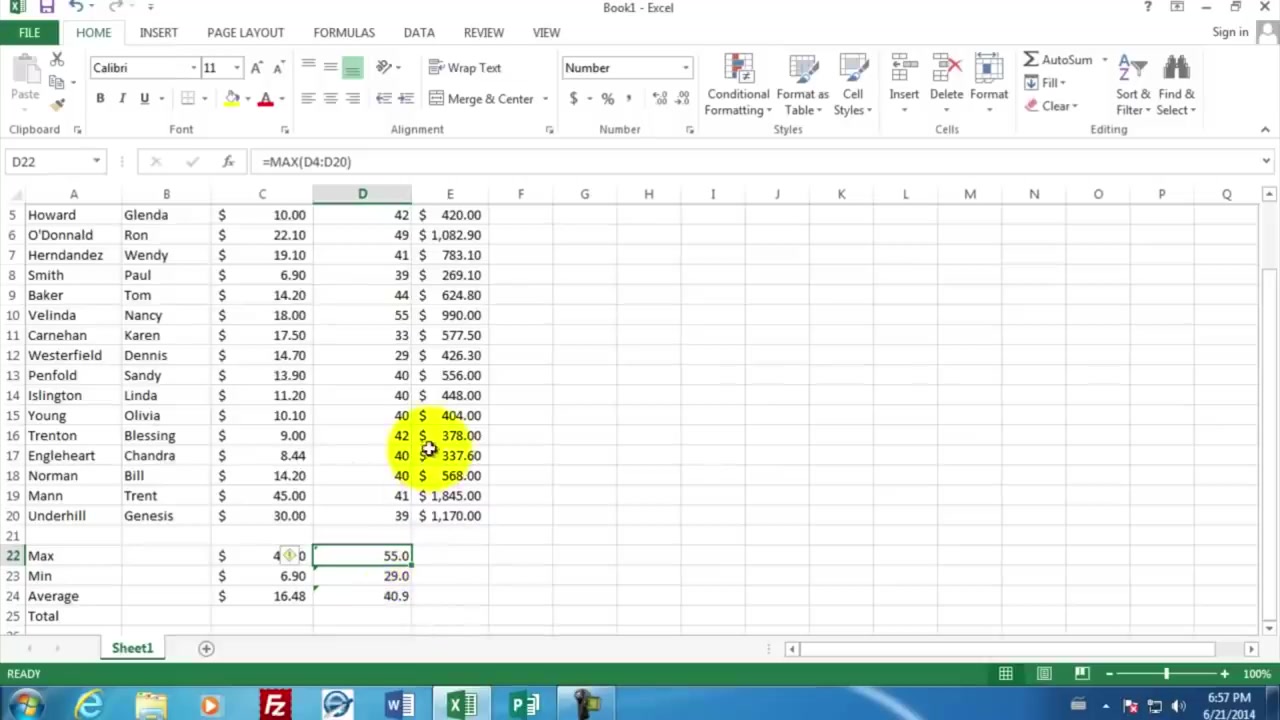 Book1 - Excel
Sign in
FILE HOME INSERT PAGE LAYOUT FORMULAS DATA REVIEW VIEW
Paste Calibri 11 A A Wrap Text Number
B I U A Merge & Center $ % ,
Conditional Formatting Format as Table Cell Styles Insert Delete Format
AutoSum Fill Clear Sort & Filter Find & Select
Clipboard Font Alignment Number Styles Cells Editing
D22 fx =MAX(D4:D20)
A B C D E F G H I J K L M N O P Q
5 Howard Glenda $ 10.00 42 $ 420.00
6 O'Donnald Ron $ 22.10 49 $ 1,082.90
7 Herndandez Wendy $ 19.10 41 $ 783.10
8 Smith Paul $ 6.90 39 $ 269.10
9 Baker Tom $ 14.20 44 $ 624.80
10 Velinda Nancy $ 18.00 55 $ 990.00
11 Carnehan Karen $ 17.50 33 $ 577.50
12 Westerfield Dennis $ 14.70 29 $ 426.30
13 Penfold Sandy $ 13.90 40 $ 556.00
14 Islington Linda $ 11.20 40 $ 448.00
15 Young Olivia $ 10.10 40 $ 404.00
16 Trenton Blessing $ 9.00 42 $ 378.00
17 Engleheart Chandra $ 8.44 40 $ 337.60
18 Norman Bill $ 14.20 40 $ 568.00
19 Mann Trent $ 45.00 41 $ 1,845.00
20 Underhill Genesis $ 30.00 39 $ 1,170.00
21
22 Max $ 55.0
23 Min $ 6.90 29.0
24 Average $ 16.48 40.9
25 Total
Sheet1
READY 100%
6:57 PM
6/21/2014